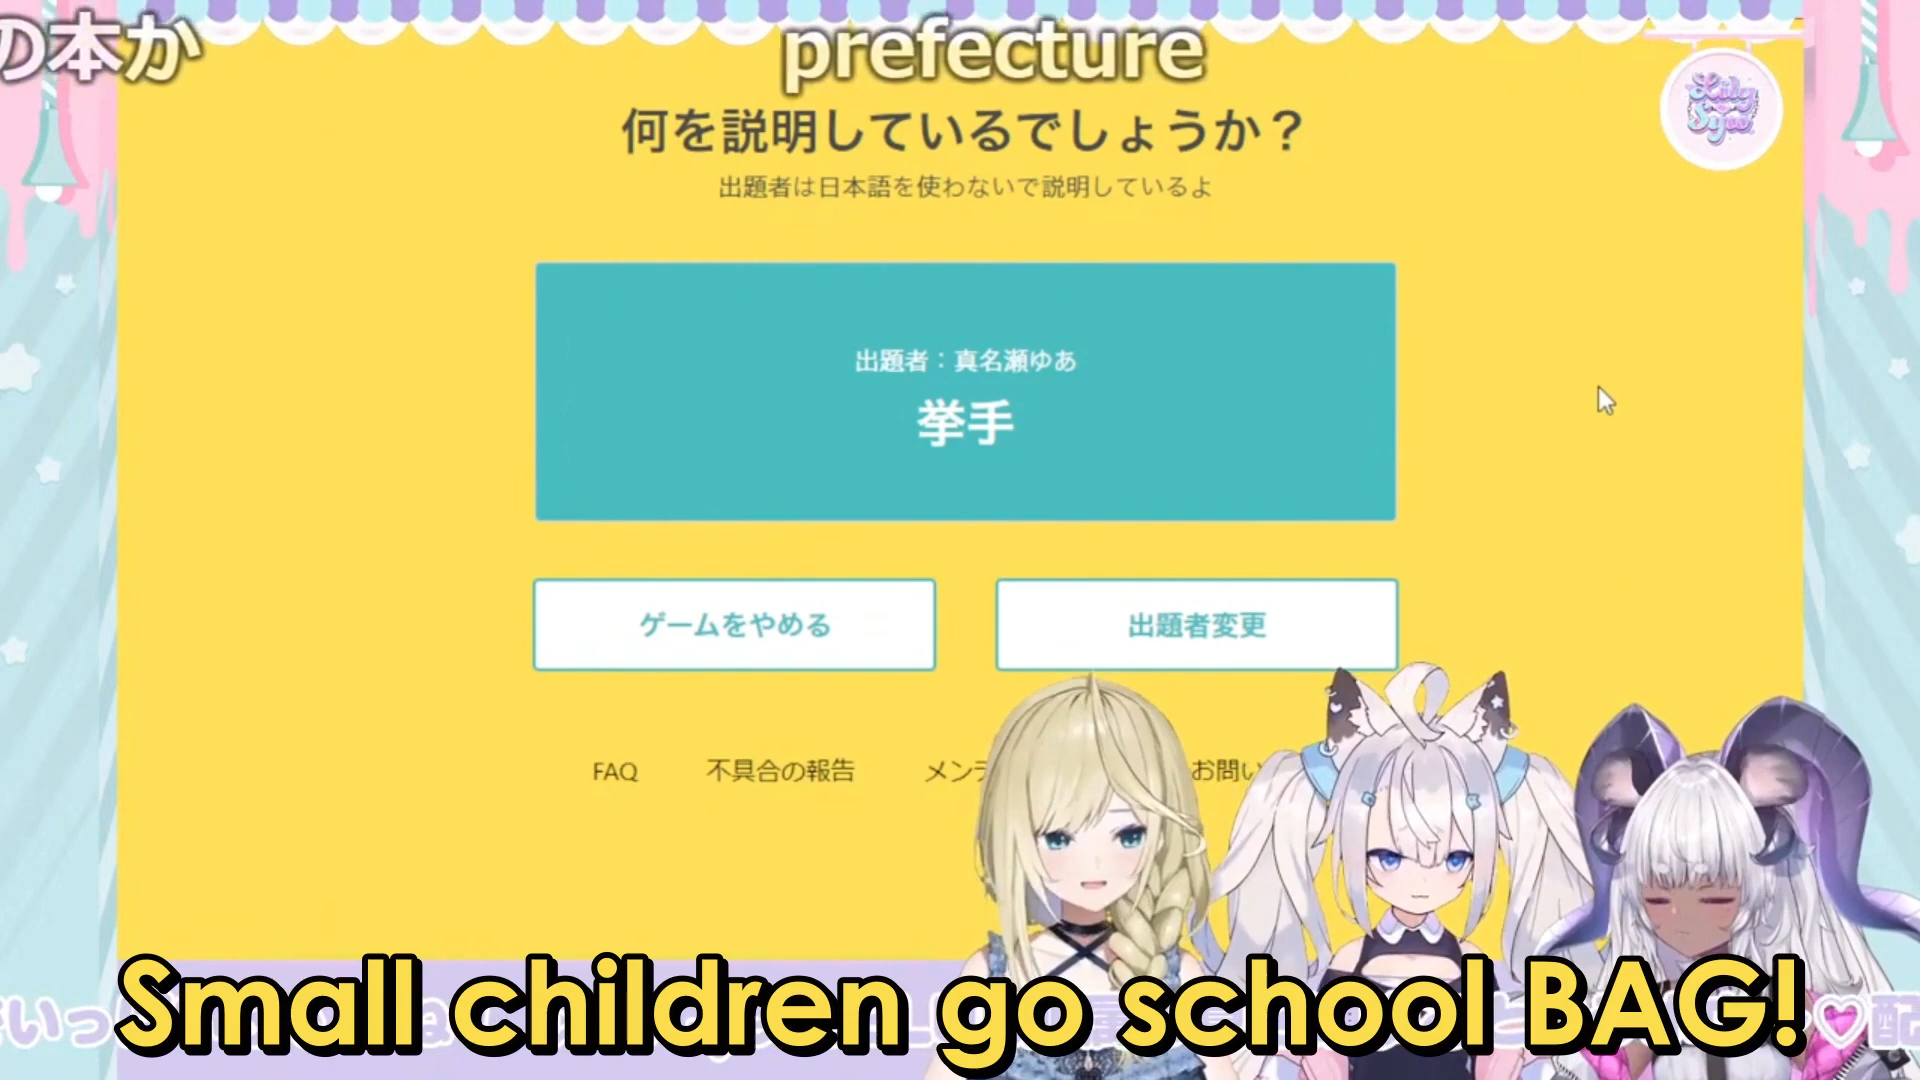 の本か
prefecture
何を説明しているでしょうか？
出題者は日本語を使わないで説明しているよ
Lily
出題者：真名瀬ゆあ
挙手
ゲームをやめる
出題者変更
FAQ
不具合の報告
メンテ
お問い
Small children go school BAG!